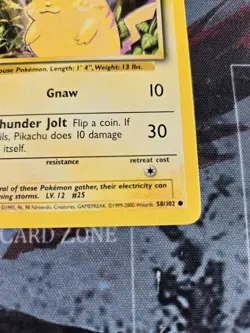 ouse Pokémon. Length: 1' 4", Weight: 13 lbs.
Gnaw 10
hunder Jolt Flip a coin. If
ils, Pikachu does 10 damage
itself.
30
resistance retreat cost
ral of these Pokémon gather, their electricity can
ning storms. LV. 12 #25
©1995, 96, 98 Nintendo, Creatures, GAMEFREAK. ©1999-2000 Wizards. 58/102
CARD ZONE